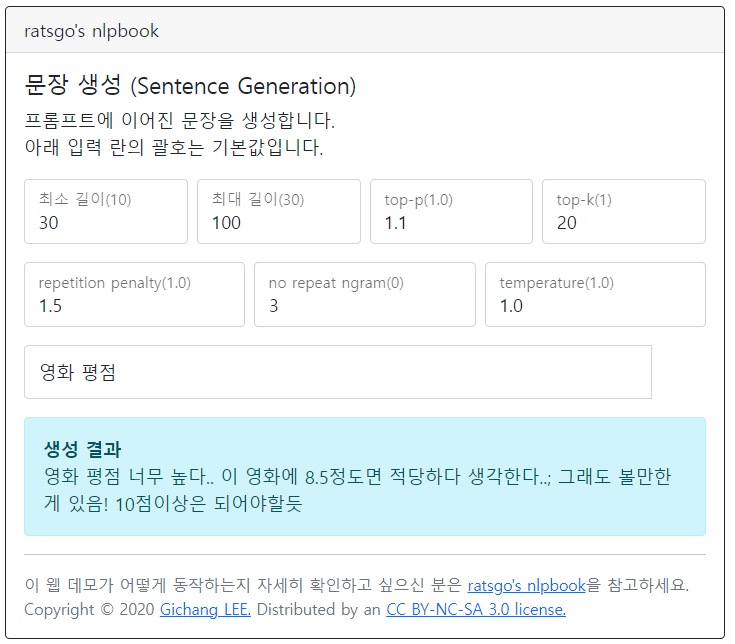 ratsgo's nlpbook
문장 생성 (Sentence Generation)
프롬프트에 이어진 문장을 생성합니다.
아래 입력 란의 괄호는 기본값입니다.
최소 길이(10) 최대 길이(30) top-p(1.0) top-k(1)
30 100 1.1 20
repetition penalty(1.0) no repeat ngram(0) temperature(1.0)
1.5 3 1.0
영화 평점
생성 결과
영화 평점 너무 높다.. 이 영화에 8.5정도면 적당하다 생각한다..; 그래도 볼만한
게 있음! 10점이상은 되어야할듯
이 웹 데모가 어떻게 동작하는지 자세히 확인하고 싶으신 분은 ratsgo's nlpbook을 참고하세요.
Copyright © 2020 Gichang LEE. Distributed by an CC BY-NC-SA 3.0 license.